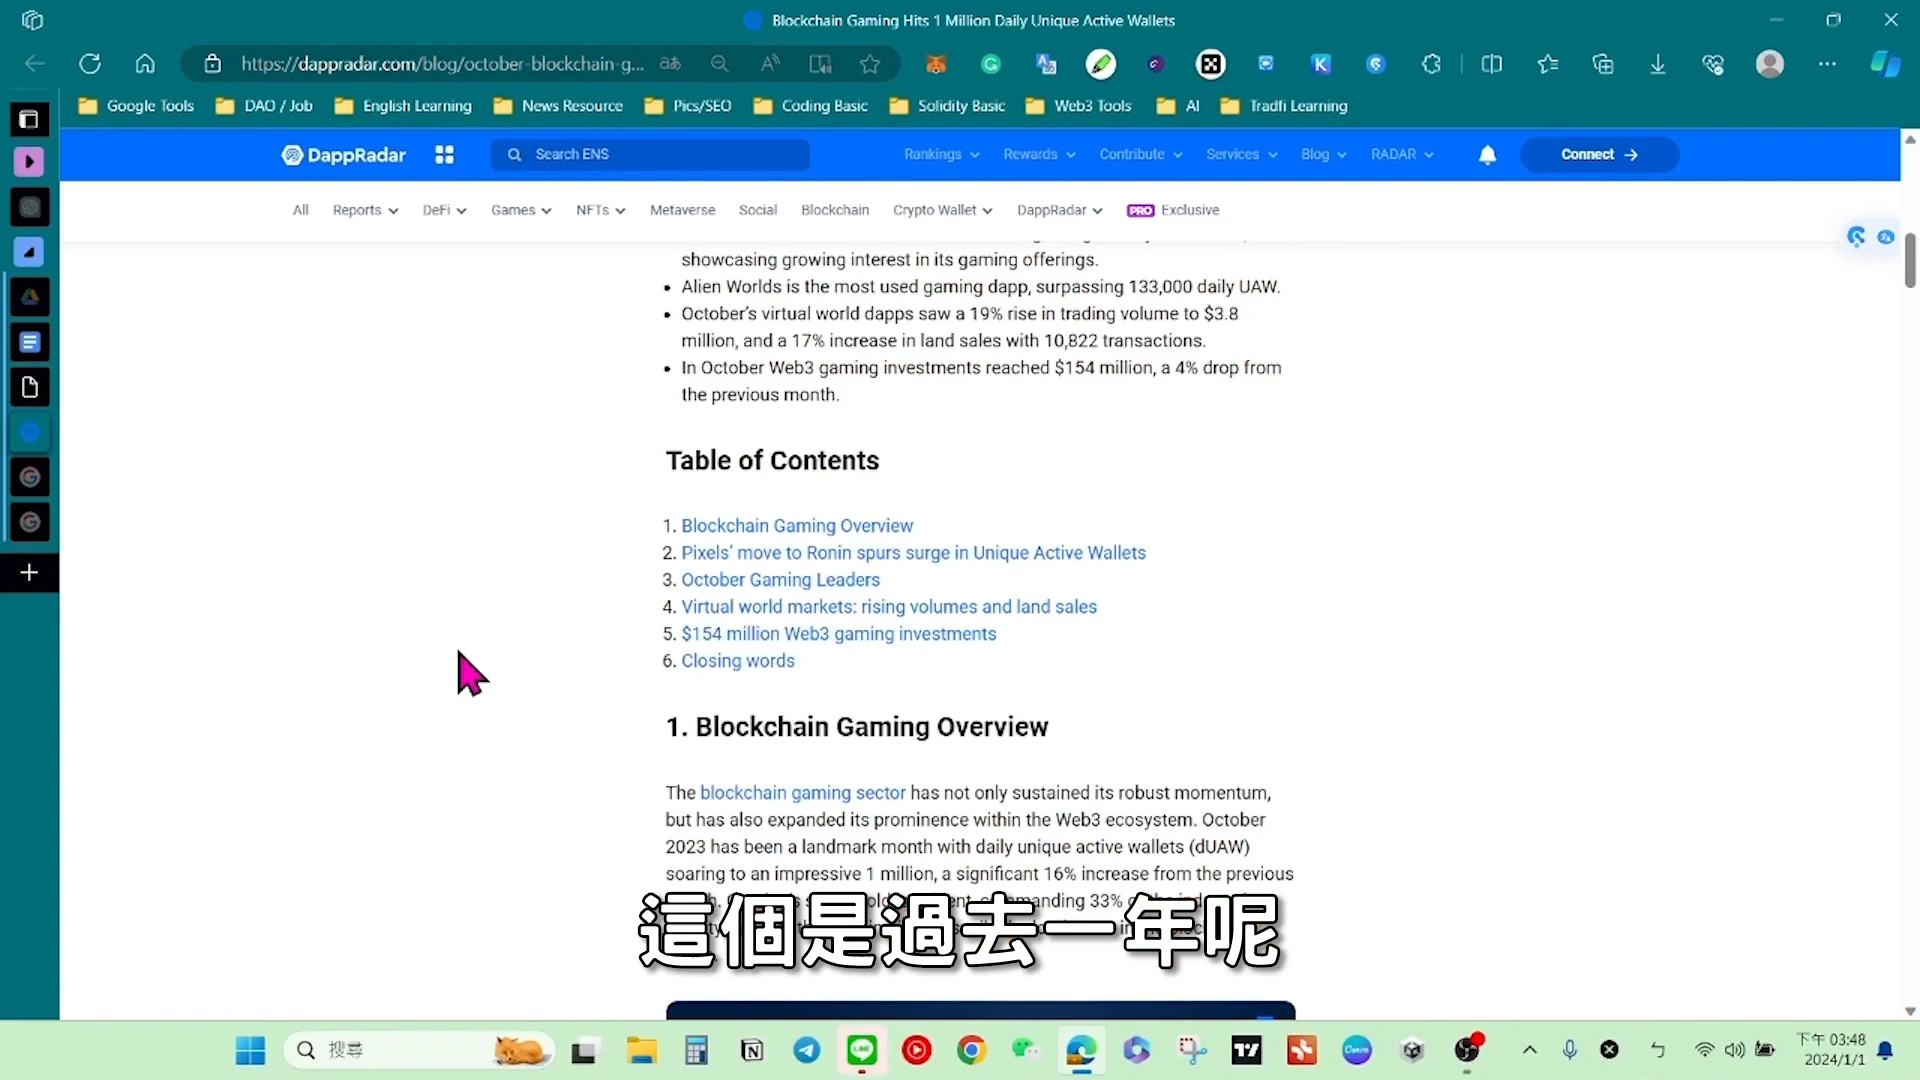 Blockchain Gaming Hits 1 Million Daily Unique Active Wallets
https://dappradar.com/blog/october-blockchain-g...
Google Tools DAO / Job English Learning News Resource Pics/SEO Coding Basic Solidity Basic Web3 Tools AI Tradfi Learning
DappRadar Search ENS Rankings Rewards Contribute Services Blog RADAR Connect →
All Reports DeFi Games NFTs Metaverse Social Blockchain Crypto Wallet DappRadar PRO Exclusive
showcasing growing interest in its gaming offerings.
• Alien Worlds is the most used gaming dapp, surpassing 133,000 daily UAW.
• October’s virtual world dapps saw a 19% rise in trading volume to $3.8
million, and a 17% increase in land sales with 10,822 transactions.
• In October Web3 gaming investments reached $154 million, a 4% drop from
the previous month.
Table of Contents
1. Blockchain Gaming Overview
2. Pixels’ move to Ronin spurs surge in Unique Active Wallets
3. October Gaming Leaders
4. Virtual world markets: rising volumes and land sales
5. $154 million Web3 gaming investments
6. Closing words
1. Blockchain Gaming Overview
The blockchain gaming sector has not only sustained its robust momentum,
but has also expanded its prominence within the Web3 ecosystem. October
2023 has been a landmark month with daily unique active wallets (dUAW)
soaring to an impressive 1 million, a significant 16% increase from the previous
commanding 33%
這個是過去一年呢
搜尋
下午 03:48
2024/1/1